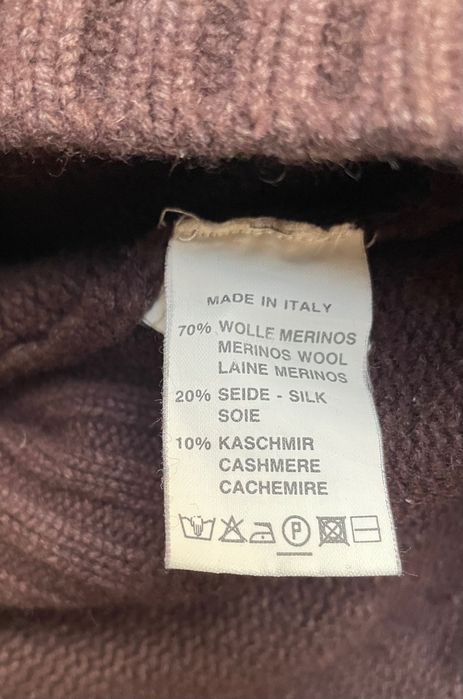 MADE IN ITALY
70% WOLLE MERINOS
MERINOS WOOL
LAINE MERINOS
20% SEIDE - SILK
SOIE
10% KASCHMIR
CASHMERE
CACHEMIRE
P